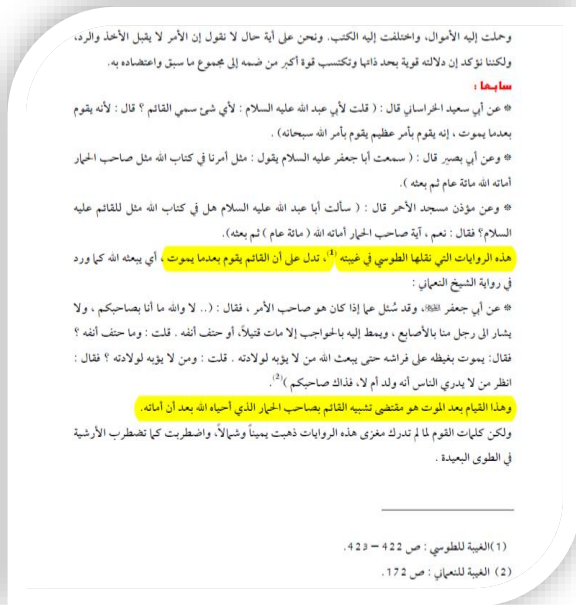 وحملت إليه الأموال، واختلفت إليه الكتب. ونحن على أية حال لا نقول إن الأمر لا يقبل الأخذ والرد،
ولكننا نؤكد إن دلالته قوية بحد ذاتها وتكتسب قوة أكبر من ضمه إلى مجموع ما سبق واعتضاده به.
سابعا :
* عن أبي سعيد الخراساني قال : ( قلت لأبي عبد الله عليه السلام : لأي شئ سمي القائم ؟ قال : لأنه يقوم
بعدما يموت ، إنه يقوم بأمر عظيم يقوم بأمر الله سبحانه) .
* وعن أبي بصير قال : ( سمعت أبا جعفر عليه السلام يقول : مثل أمرنا في كتاب الله مثل صاحب الحمار
أماته الله مائة عام ثم بعثه ).
* وعن مؤذن مسجد الأحمر قال : ( سألت أبا عبد الله عليه السلام هل في كتاب الله مثل للقائم عليه
السلام؟ فقال : نعم ، آية صاحب الحمار أماته الله ( مائة عام ) ثم بعثه).
هذه الروايات التي نقلها الطوسي في غيبته (1)، تدل على أن القائم يقوم بعدما يموت ، أي يبعثه الله كما ورد
في رواية الشيخ النعماني :
* عن أبي جعفر ، وقد سُئل عما إذا كان هو صاحب الأمر ، فقال : (.. لا والله ما أنا بصاحبكم ، ولا
يشار الى رجل منا بالأصابع ، ويمط إليه بالحواجب إلا مات قتيلاً، أو حتف أنفه . قلت : وما حتف أنفه ؟
فقال: يموت بغيظه على فراشه حتى يبعث الله من لا يؤبه لولادته . قلت : ومن لا يؤبه لولادته ؟ فقال :
انظر من لا يدري الناس أنه ولد أم لا، فذاك صاحبكم )(2).
وهذا القيام بعد الموت هو مقتضى تشبيه القائم بصاحب الحمار الذي أحياه الله بعد أن أماته.
ولكن كلمات القوم لما لم تدرك مغزى هذه الروايات ذهبت يميناً وشمالاً، واضطربت كما تضطرب الأرشية
في الطوى البعيدة .
(1)الغيبة للطوسي : ص 422 – 423.
(2) الغيبة للنعماني : ص 172.